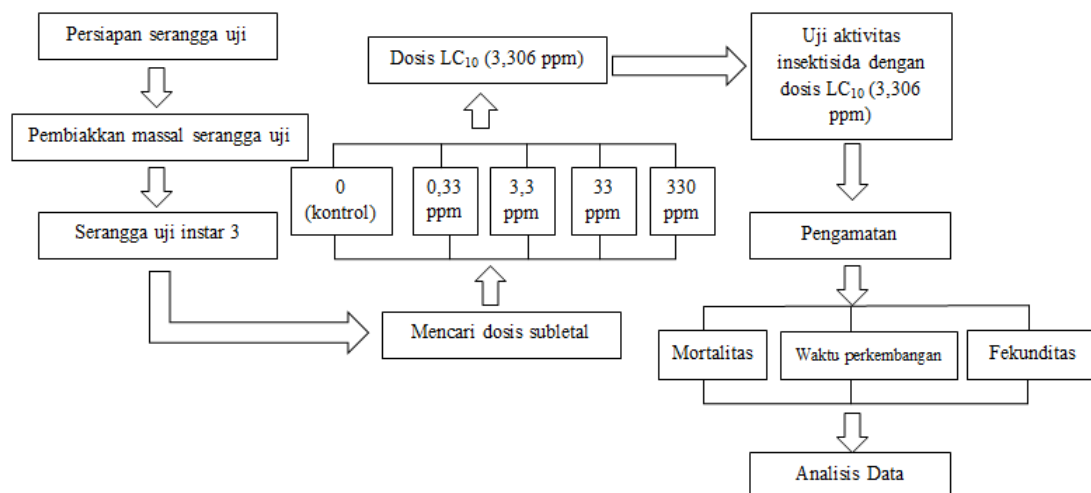 Persiapan serangga uji
Pembiakkan massal serangga uji
Serangga uji instar 3
Mencari dosis subletal
0
(kontrol)
0,33
ppm
3,3
ppm
33
ppm
330
ppm
Dosis LC₁₀ (3,306 ppm)
Uji aktivitas
insektisida dengan
dosis LC₁₀ (3,306
ppm)
Pengamatan
Mortalitas
Waktu perkembangan
Fekunditas
Analisis Data